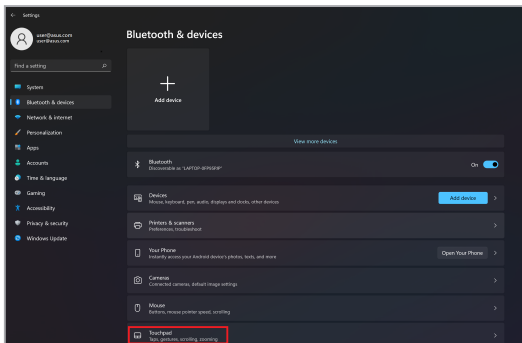 Settings
user@asus.com
user@asus.com
Find a setting
System
Bluetooth & devices
Network & internet
Personalization
Apps
Accounts
Time & language
Gaming
Accessibility
Privacy & security
Windows Update
Bluetooth & devices
Add device
View more devices
Bluetooth
Discoverable as "LAPTOP-8FPNSPIP"
On
Devices
Mouse, keyboard, pen, audio, displays and docks, other devices
Add device
Printers & scanners
Preferences, troubleshoot
Your Phone
Instantly access your Android device's photos, texts, and more
Open Your Phone
Cameras
Connected cameras, default image settings
Mouse
Buttons, mouse pointer speed, scrolling
Touchpad
Taps, gestures, scrolling, zooming